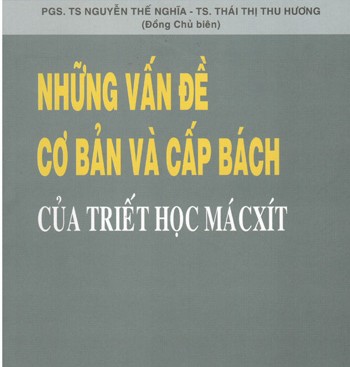 PGS. TS NGUYỄN THẾ NGHĨA - TS. THÁI THỊ THU HƯƠNG
(Đồng Chủ biên)
NHỮNG VẤN ĐỀ
CƠ BẢN VÀ CẤP BÁCH
CỦA TRIẾT HỌC MÁCXÍT